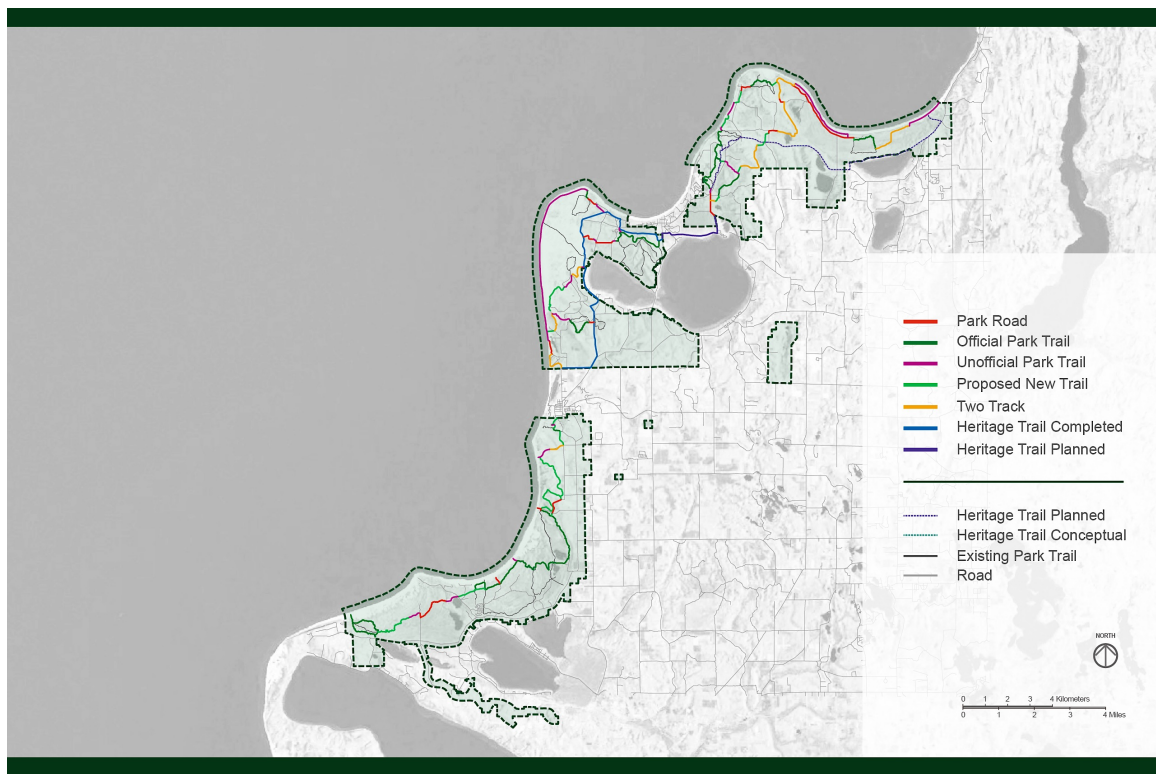 Park Road
Official Park Trail
Unofficial Park Trail
Proposed New Trail
Two Track
Heritage Trail Completed
Heritage Trail Planned
Heritage Trail Planned
Heritage Trail Conceptual
Existing Park Trail
Road
NORTH
0 1 2 3 4 Kilometers
0 1 2 3 4 Miles